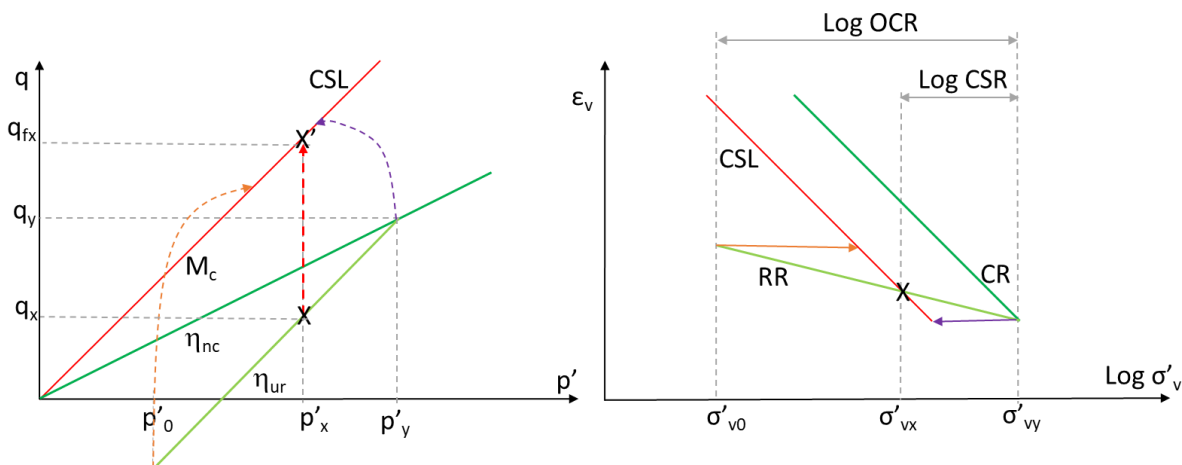 q
CSL
q_fx
X’
q_y
M_c
q_x
X
η_nc
η_ur
p’
p’_0
p’_x
p’_y
Log OCR
Log CSR
ε_v
CSL
CR
RR
X
Log σ’_v
σ’_v0
σ’_vx
σ’_vy